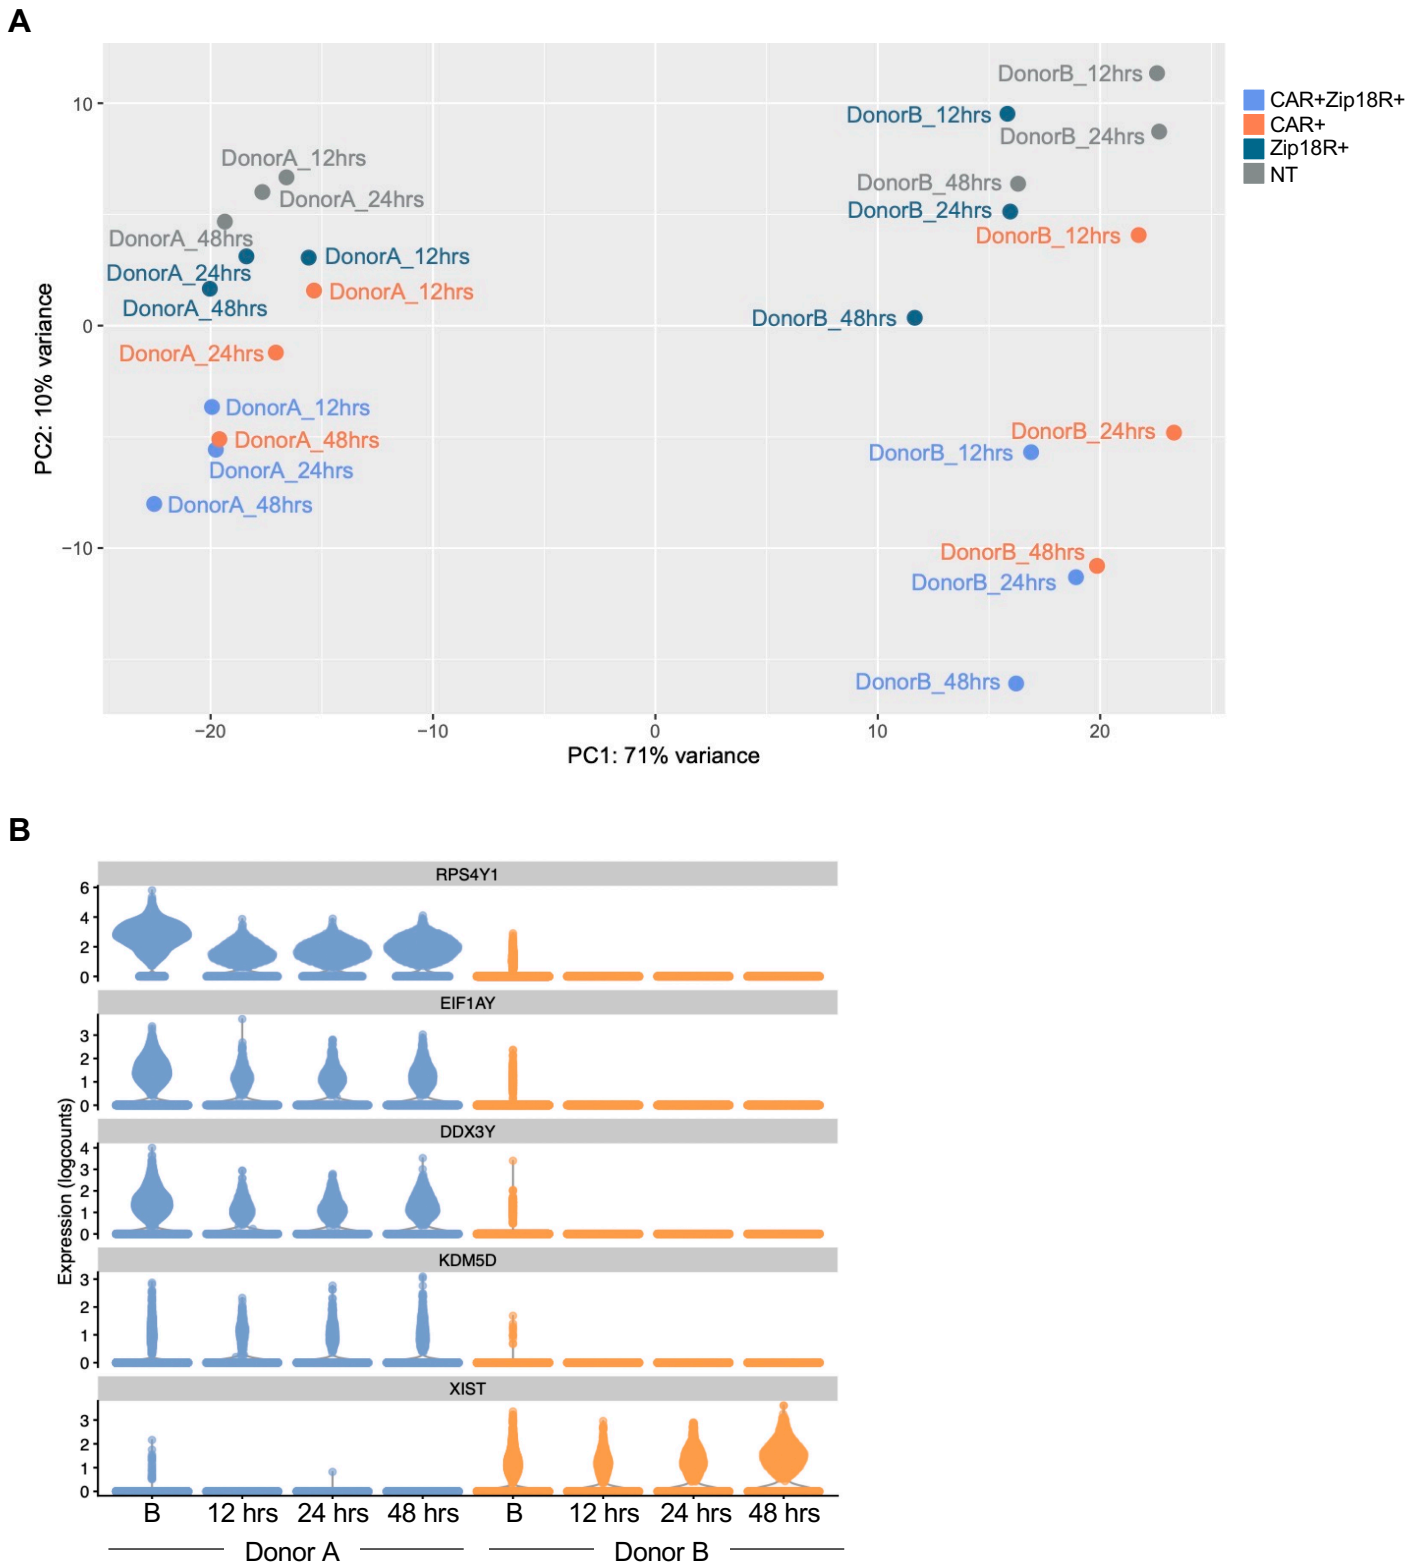 A
DonorB_12hrs
DonorB_12hrs
DonorB_24hrs
DonorA_12hrs
DonorA_24hrs
DonorB_48hrs
DonorB_24hrs
DonorB_12hrs
DonorA_48hrs
DonorA_12hrs
DonorA_24hrs
DonorA_12hrs
DonorA_48hrs
DonorB_48hrs
DonorA_24hrs
DonorA_12hrs
DonorB_24hrs
DonorA_48hrs
DonorB_12hrs
DonorA_24hrs
DonorA_48hrs
DonorB_48hrs
DonorB_24hrs
DonorB_48hrs
10
0
−10
PC2: 10% variance
−20 −10 0 10 20
PC1: 71% variance
CAR+Zip18R+
CAR+
Zip18R+
NT
B
RPS4Y1
6
4
2
0
EIF1AY
3
2
1
0
DDX3Y
4
3
2
1
0
KDM5D
3
2
1
0
XIST
3
2
1
0
Expression (logcounts)
B 12 hrs 24 hrs 48 hrs B 12 hrs 24 hrs 48 hrs
Donor A Donor B